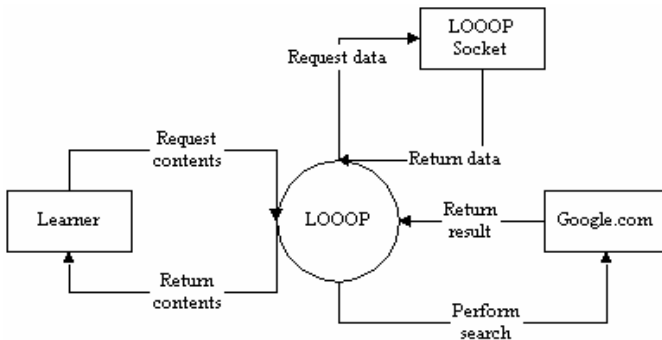 LOOOP
Socket
Request data
Return data
Request
contents
Learner
LOOOP
Return
result
Google.com
Return
contents
Perform
search